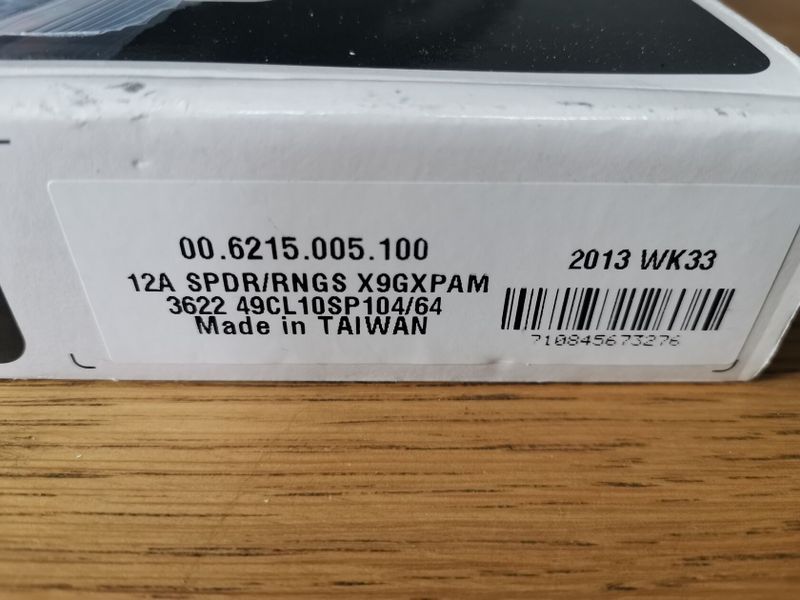 00.6215.005.100
2013 WK33
12A SPDR/RNGS X9GXPAM
3622 49CL10SP104/64
Made in TAIWAN
710845673276